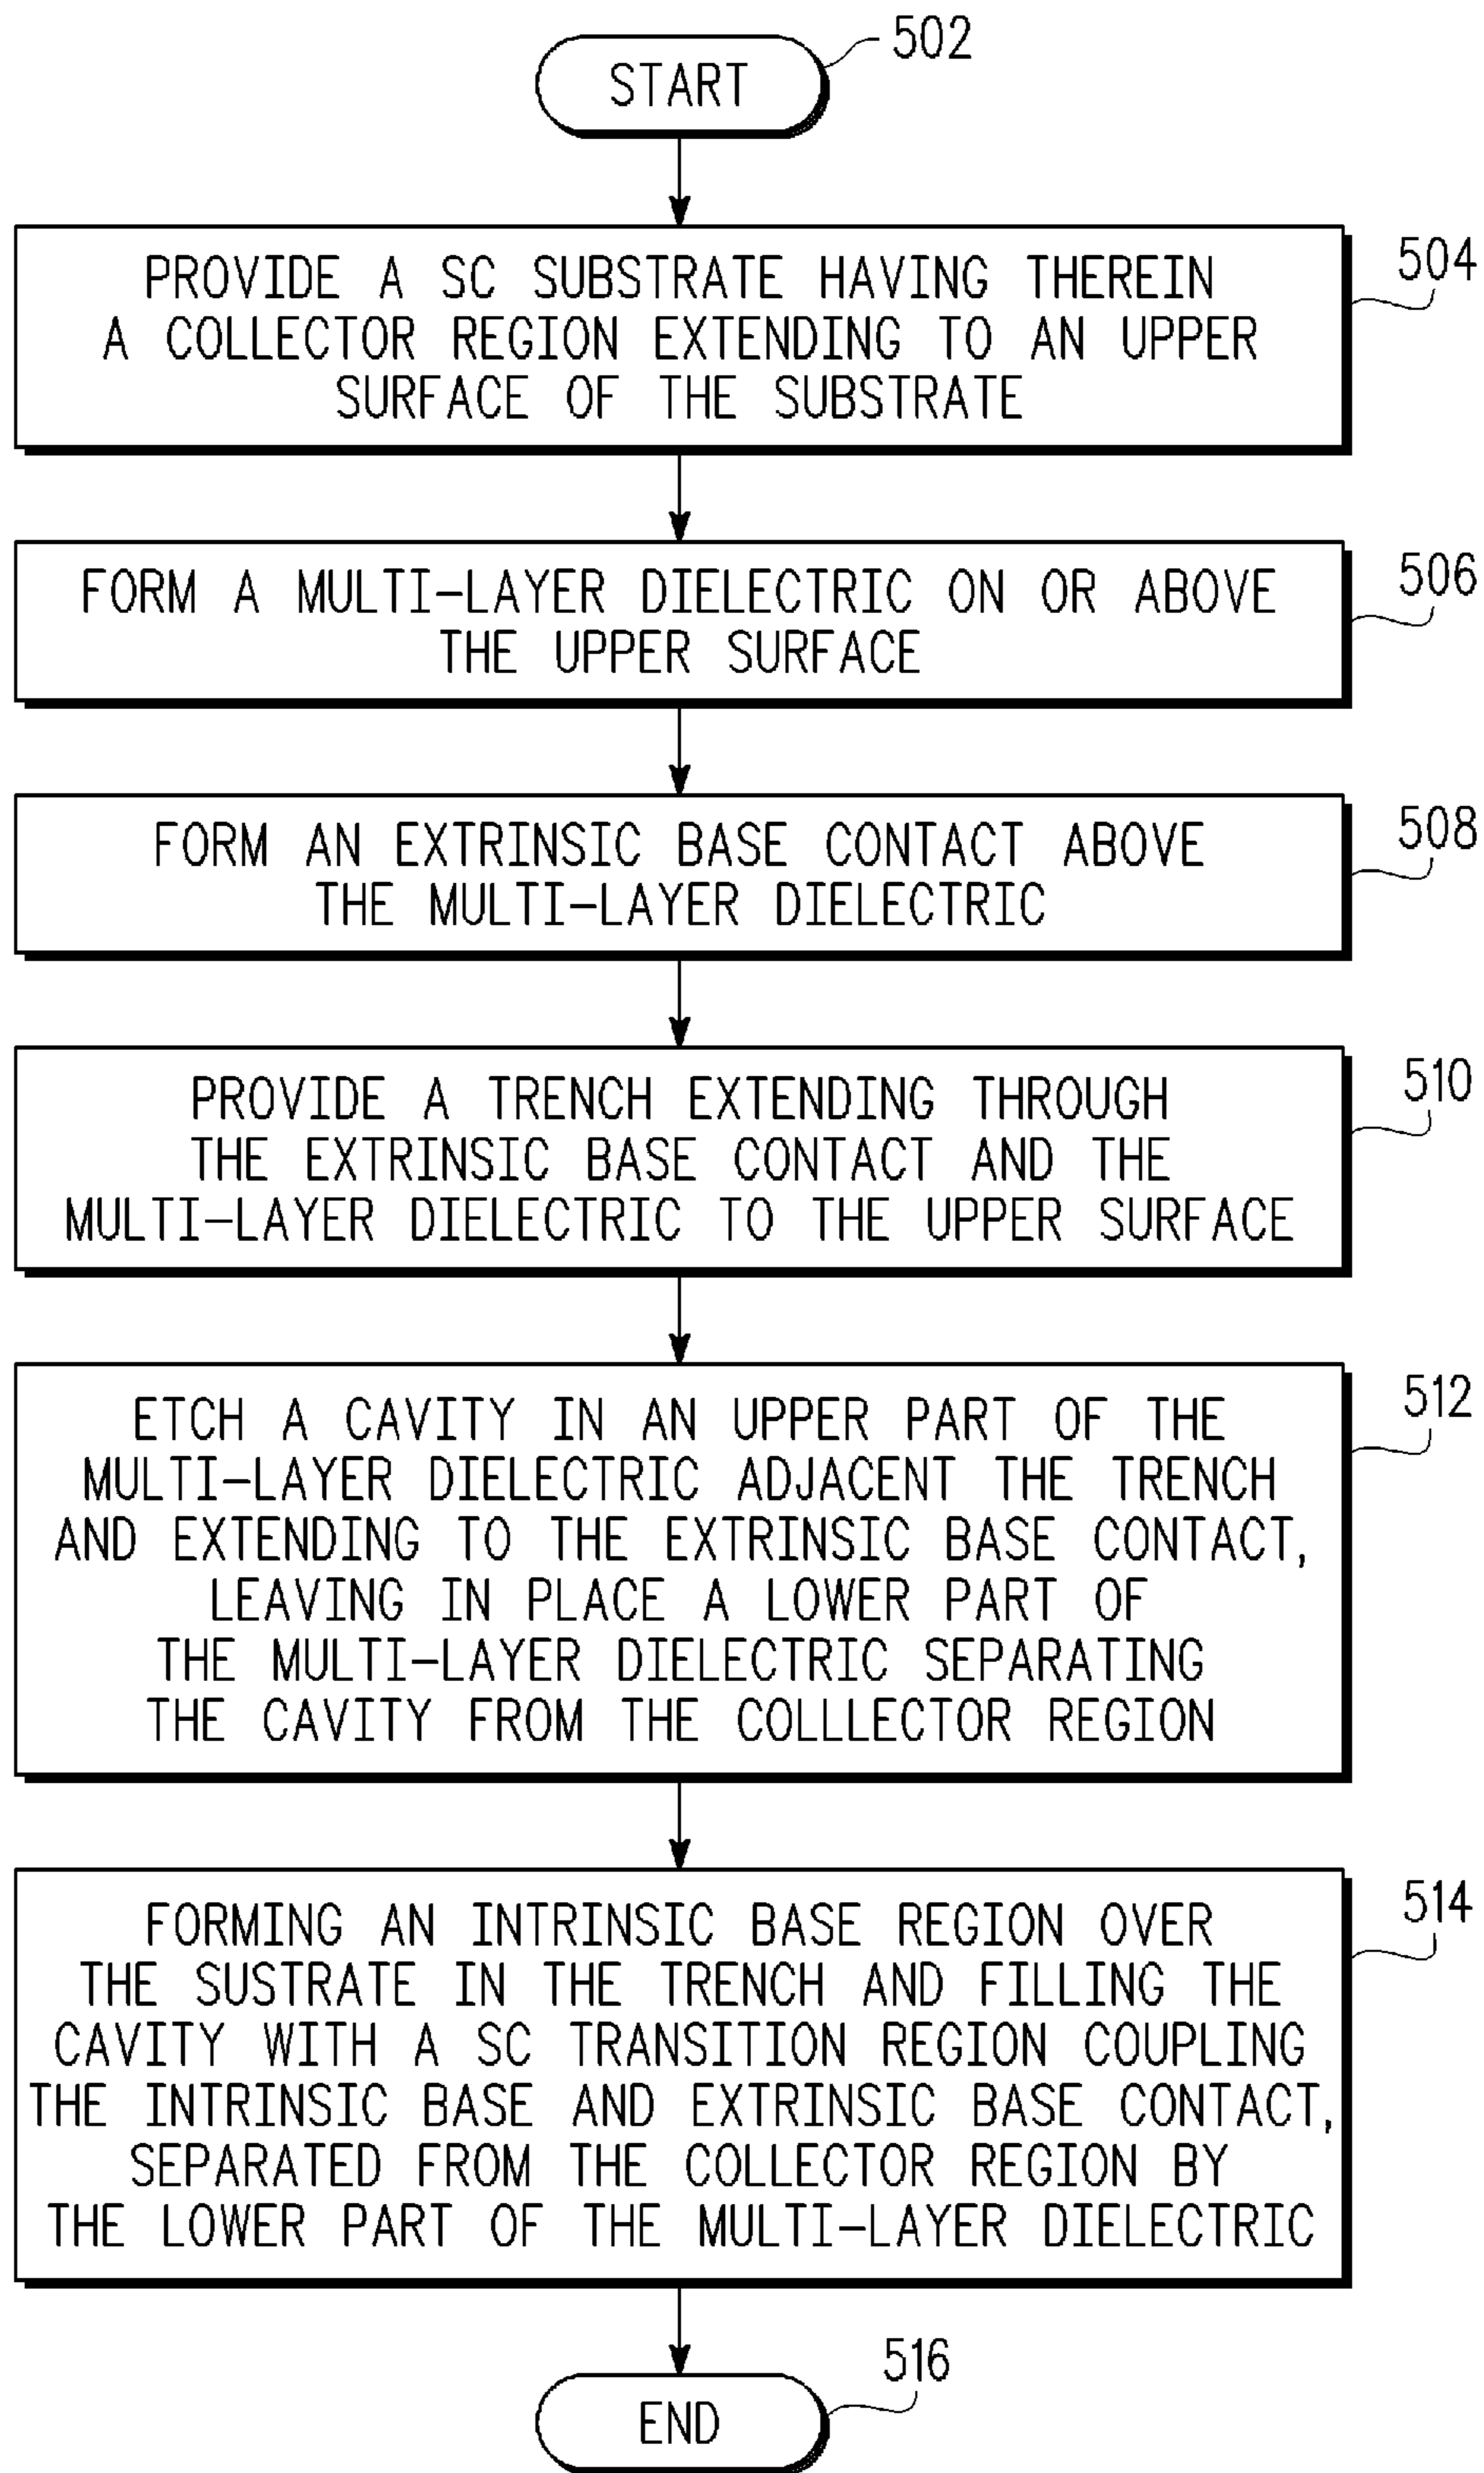 502
START
504
PROVIDE A SC SUBSTRATE HAVING THEREIN
A COLLECTOR REGION EXTENDING TO AN UPPER
SURFACE OF THE SUBSTRATE
506
FORM A MULTI-LAYER DIELECTRIC ON OR ABOVE
THE UPPER SURFACE
508
FORM AN EXTRINSIC BASE CONTACT ABOVE
THE MULTI-LAYER DIELECTRIC
510
PROVIDE A TRENCH EXTENDING THROUGH
THE EXTRINSIC BASE CONTACT AND THE
MULTI-LAYER DIELECTRIC TO THE UPPER SURFACE
512
ETCH A CAVITY IN AN UPPER PART OF THE
MULTI-LAYER DIELECTRIC ADJACENT THE TRENCH
AND EXTENDING TO THE EXTRINSIC BASE CONTACT,
LEAVING IN PLACE A LOWER PART OF
THE MULTI-LAYER DIELECTRIC SEPARATING
THE CAVITY FROM THE COLLLECTOR REGION
514
FORMING AN INTRINSIC BASE REGION OVER
THE SUSTRATE IN THE TRENCH AND FILLING THE
CAVITY WITH A SC TRANSITION REGION COUPLING
THE INTRINSIC BASE AND EXTRINSIC BASE CONTACT,
SEPARATED FROM THE COLLECTOR REGION BY
THE LOWER PART OF THE MULTI-LAYER DIELECTRIC
516
END